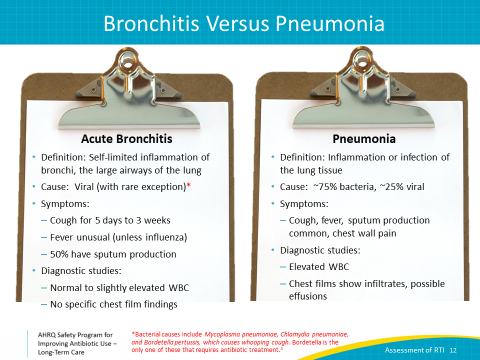 Bronchitis Versus Pneumonia
Acute Bronchitis
• Definition: Self-limited inflammation of
bronchi, the large airways of the lung
• Cause: Viral (with rare exception)*
• Symptoms:
– Cough for 5 days to 3 weeks
– Fever unusual (unless influenza)
– 50% have sputum production
• Diagnostic studies:
– Normal to slightly elevated WBC
– No specific chest film findings
Pneumonia
• Definition: Inflammation or infection of
the lung tissue
• Cause: ~75% bacteria, ~25% viral
• Symptoms:
– Cough, fever, sputum production
common, chest wall pain
• Diagnostic studies:
– Elevated WBC
– Chest films show infiltrates, possible
effusions
AHRQ Safety Program for
Improving Antibiotic Use –
Long-Term Care
*Bacterial causes include Mycoplasma pneumoniae, Chlamydia pneumoniae,
and Bordetella pertussis, which causes whooping cough. Bordetella is the
only one of these that requires antibiotic treatment.²
Assessment of RTI 12